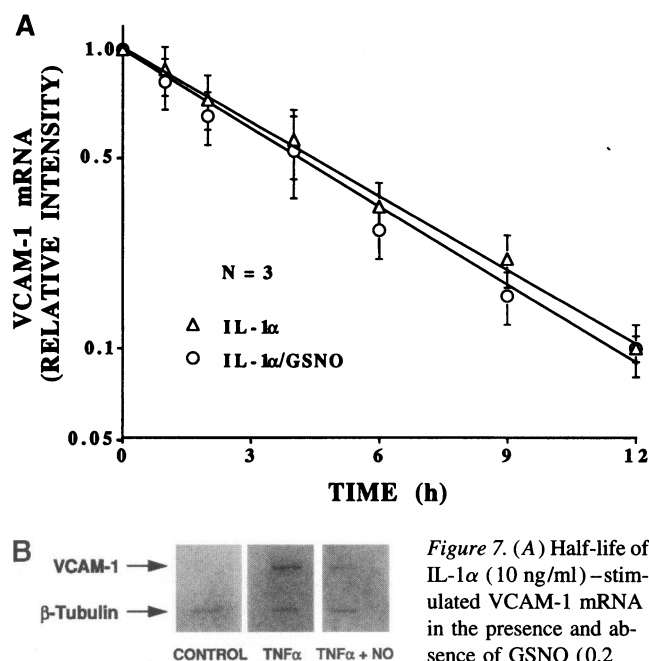 A
VCAM-1 mRNA
(RELATIVE INTENSITY)
1.0
0.5
0.1
0.05
N = 3
IL-1α
IL-1α/GSNO
0 3 6 9 12
TIME (h)
B
VCAM-1
β-Tubulin
CONTROL TNFα TNFα + NO
Figure 7. (A) Half-life of
IL-1α (10 ng/ml)–stim-
ulated VCAM-1 mRNA
in the presence and ab-
sence of GSNO (0.2